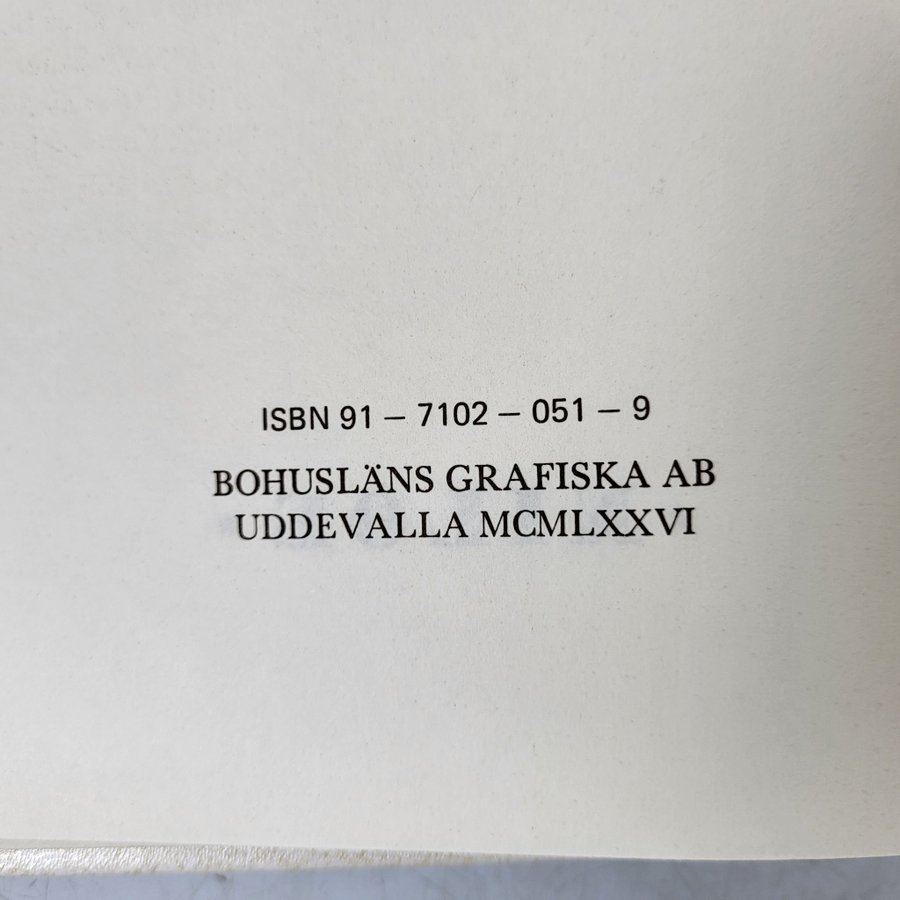 ISBN 91 – 7102 – 051 – 9
BOHUSLÄNS GRAFISKA AB
UDDEVALLA MCMLXXVI